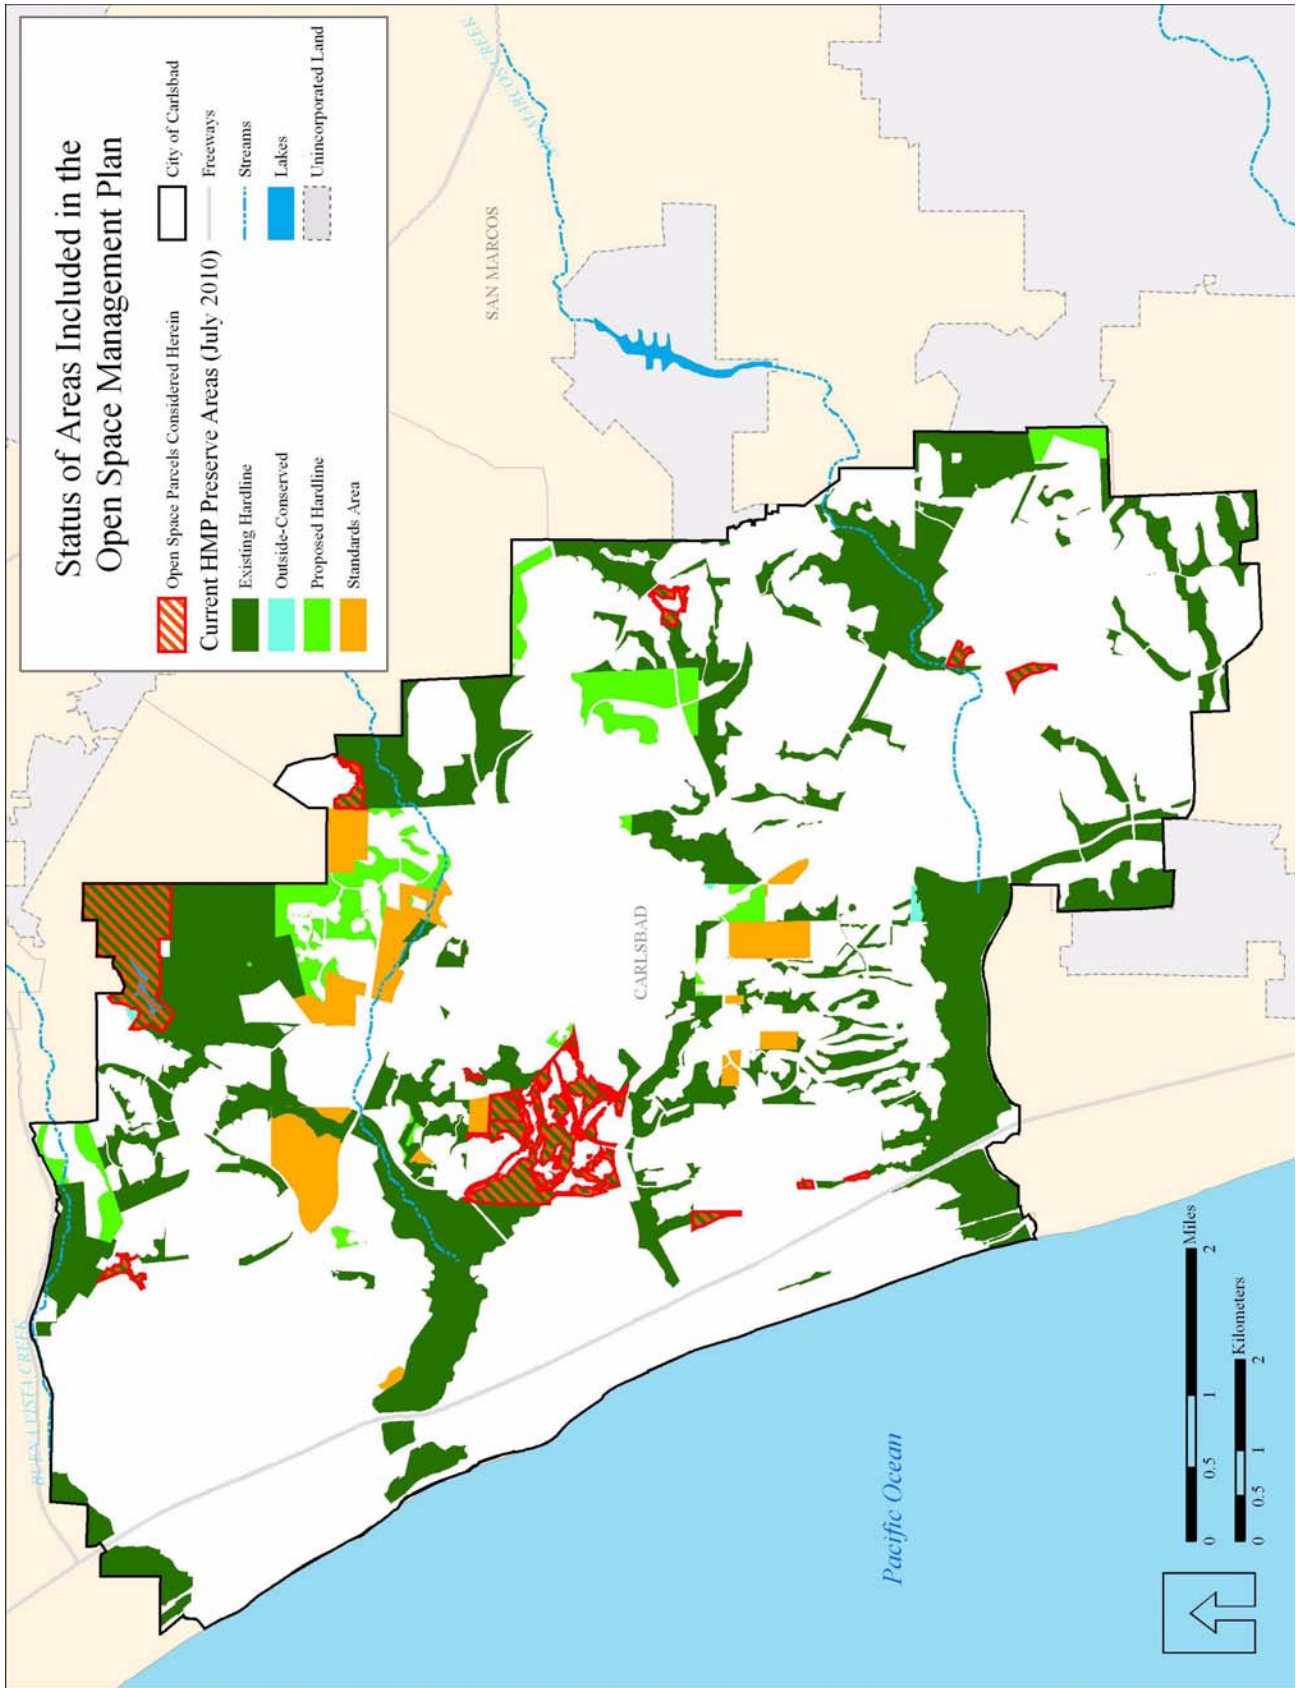 Status of Areas Included in the
Open Space Management Plan
Open Space Parcels Considered Herein
Current HMP Preserve Areas (July 2010)
Existing Hardline
Outside-Conserved
Proposed Hardline
Standards Area
City of Carlsbad
Freeways
Streams
Lakes
Unincorporated Land
BUENA VISTA CREEK
SAN MARCOS CREEK
SAN MARCOS
CARLSBAD
Pacific Ocean
Miles
0 0.5 1 2
Kilometers
0 0.5 1 2